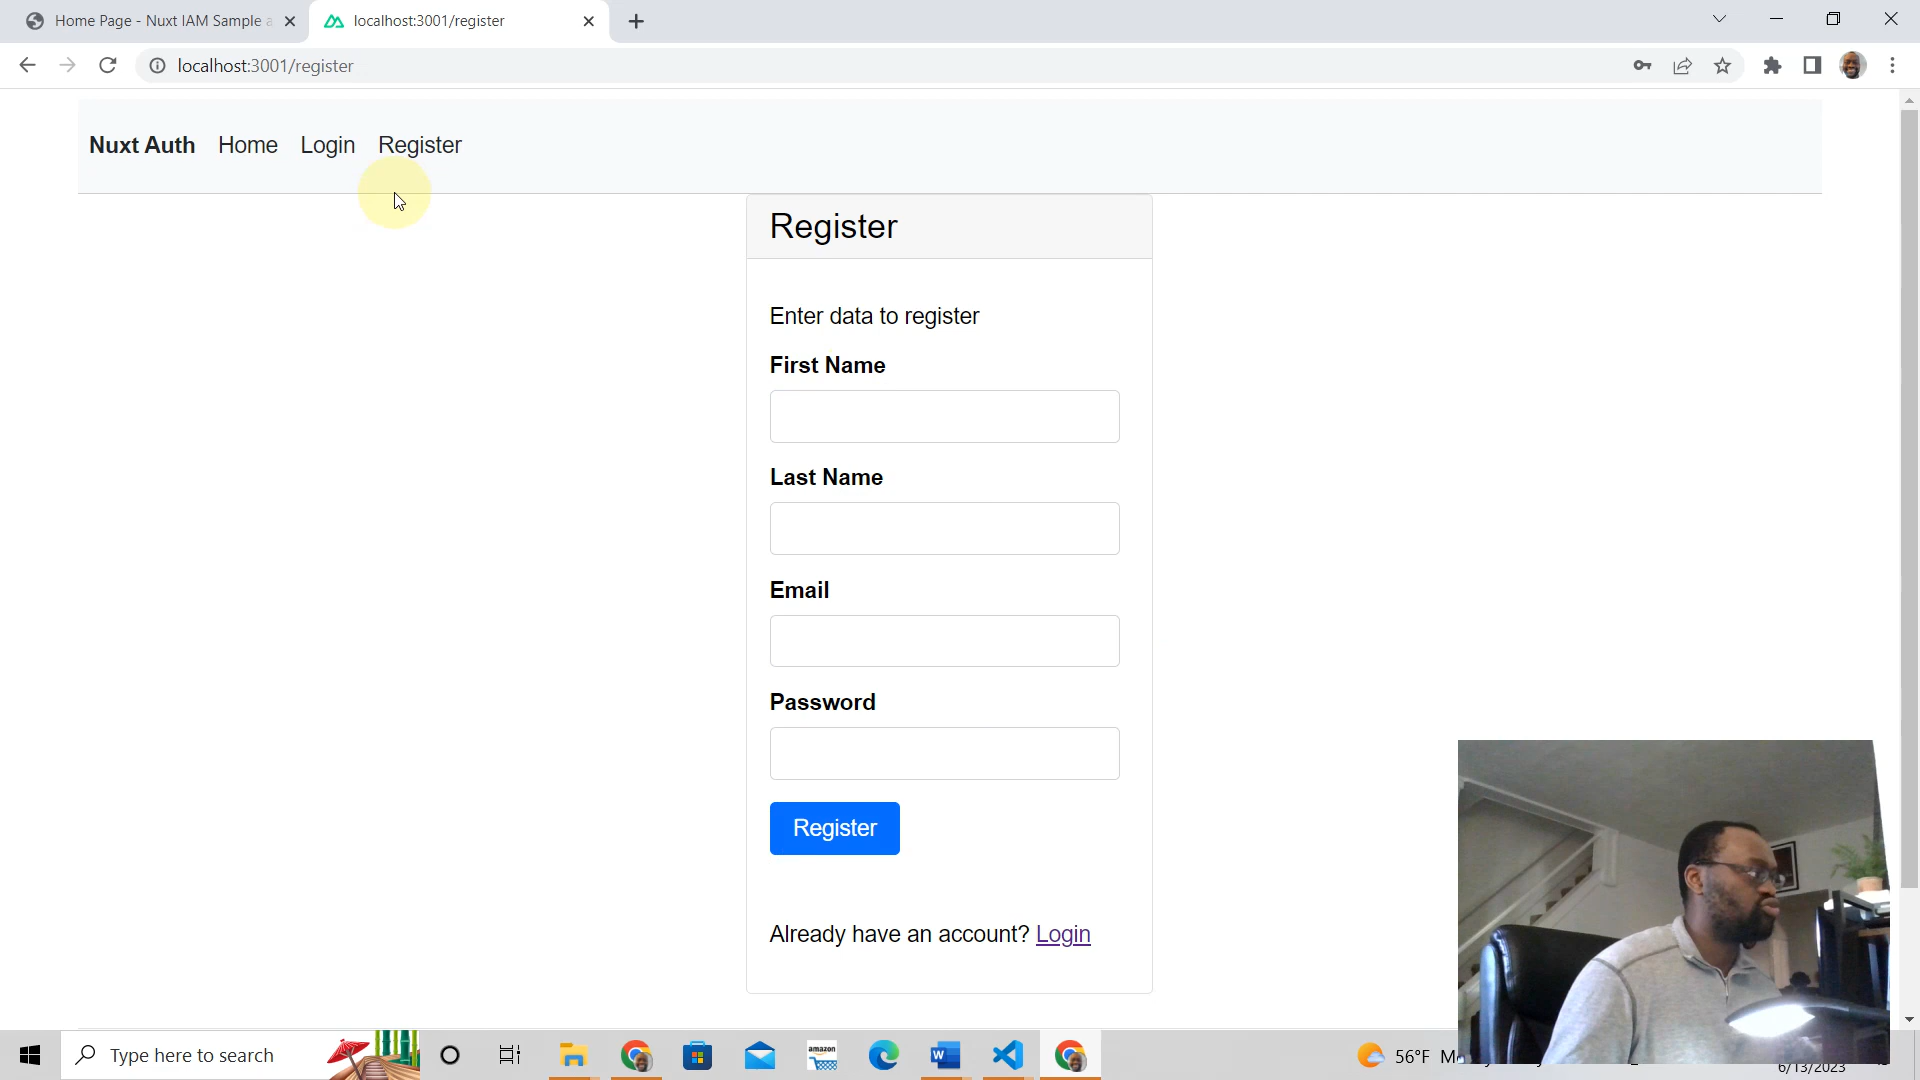 Home Page - Nuxt IAM Sample a
localhost:3001/register
localhost:3001/register
Nuxt Auth Home Login Register
Register
Enter data to register
First Name
Last Name
Email
Password
Register
Already have an account? Login
Type here to search
amazon
56°F
6/13/2023